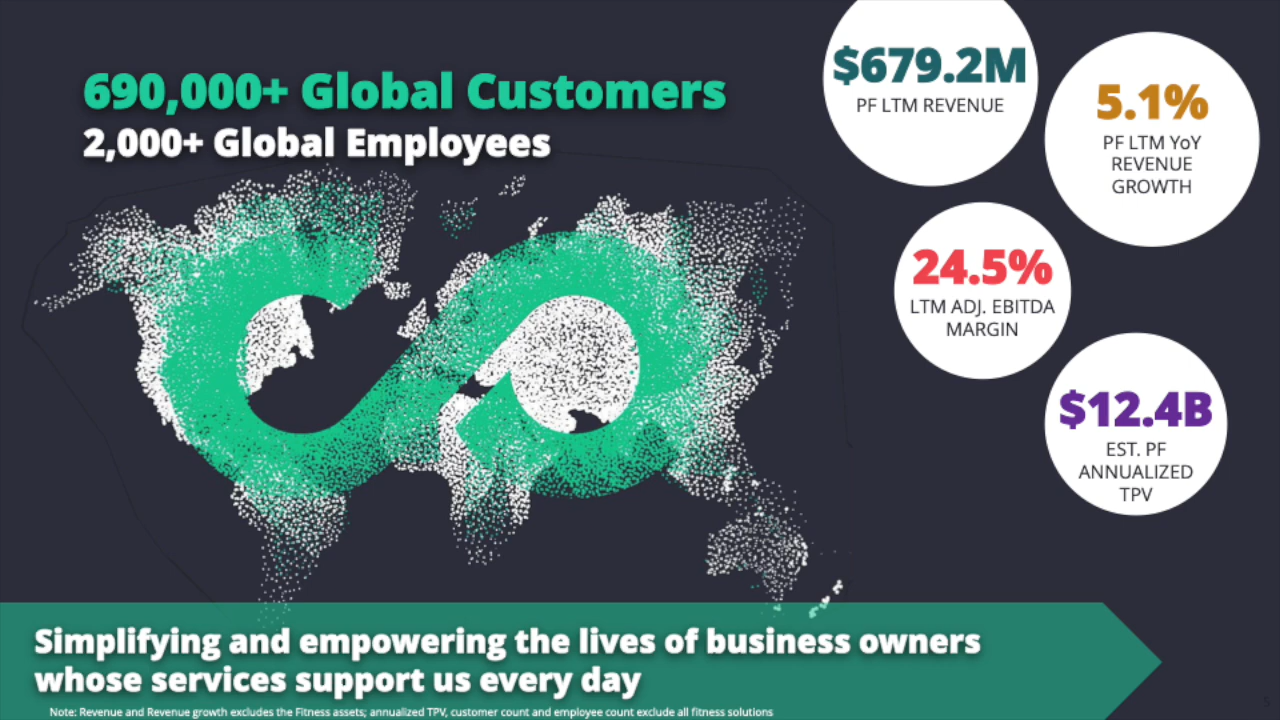 690,000+ Global Customers
2,000+ Global Employees
$679.2M
PF LTM REVENUE
5.1%
PF LTM YoY
REVENUE
GROWTH
24.5%
LTM ADJ. EBITDA
MARGIN
$12.4B
EST. PF
ANNUALIZED
TPV
Simplifying and empowering the lives of business owners
whose services support us every day
Note: Revenue and Revenue growth excludes the Fitness assets; annualized TPV, customer count and employee count exclude all fitness solutions